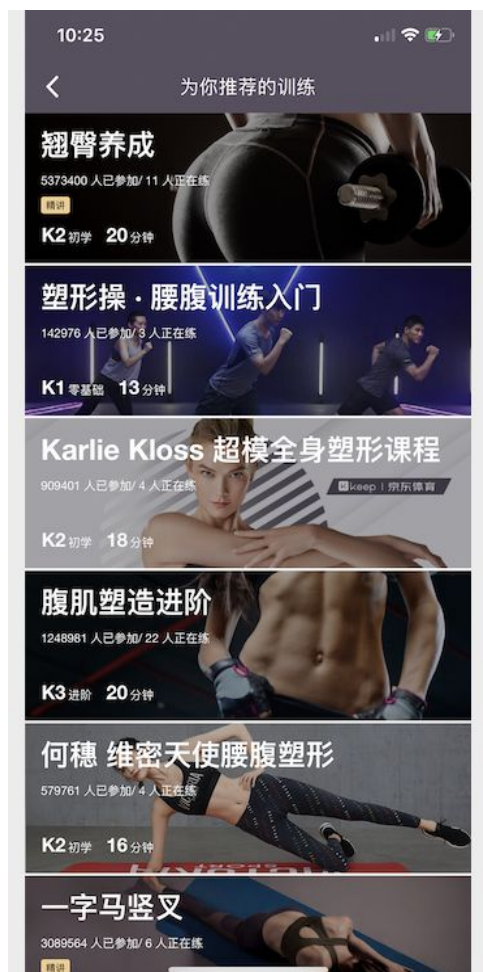 10:25
为你推荐的训练
翘臀养成
5373400 人已参加/ 11 人正在练
精讲
K2 初学 20 分钟
塑形操 · 腰腹训练入门
142976 人已参加/ 3 人正在练
K1 零基础 13 分钟
Karlie Kloss 超模全身塑形课程
909401 人已参加/ 4 人正在练
keep | 京东体育
K2 初学 18 分钟
腹肌塑造进阶
1248981 人已参加/ 22 人正在练
K3 进阶 20 分钟
何穗 维密天使腰腹塑形
579761 人已参加/ 4 人正在练
K2 初学 16 分钟
一字马竖叉
3089564 人已参加/ 6 人正在练
精讲